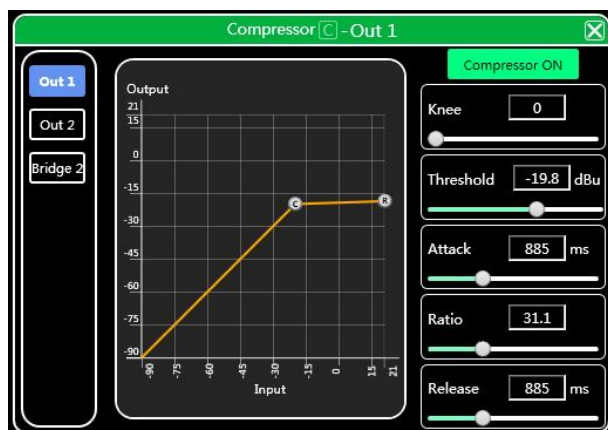 Compressor C -Out 1
Out 1
Out 2
Bridge 2
Output
21
15
0
-15
-30
-45
-60
-75
-90
-90
-75
-60
-45
-30
-15
0
15
21
Input
C
R
Compressor ON
Knee 0
Threshold -19.8 dBu
Attack 885 ms
Ratio 31.1
Release 885 ms